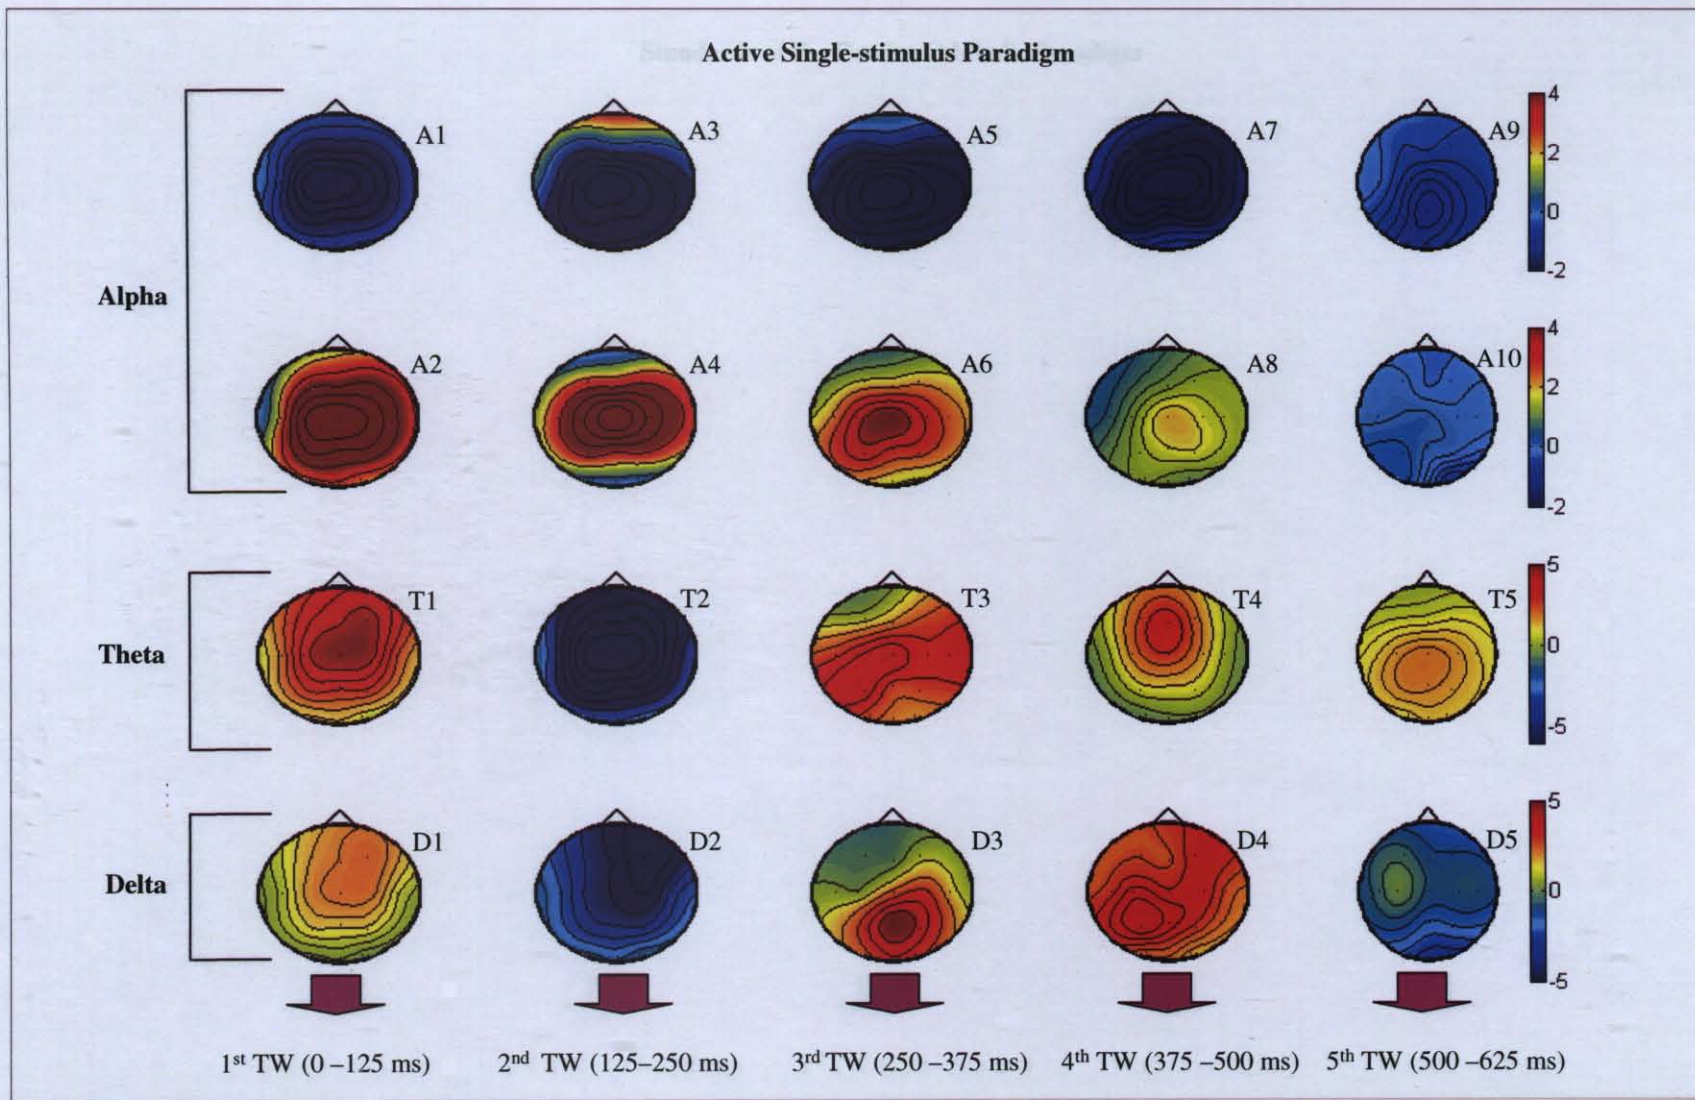 Active Single-stimulus Paradigm
A1
A3
A5
A7
A9
4
2
0
-2
Alpha
A2
A4
A6
A8
A10
4
2
0
-2
Theta
T1
T2
T3
T4
T5
5
0
-5
Delta
D1
D2
D3
D4
D5
5
0
-5
1st TW (0 –125 ms)
2nd TW (125–250 ms)
3rd TW (250 –375 ms)
4th TW (375 –500 ms)
5th TW (500 –625 ms)